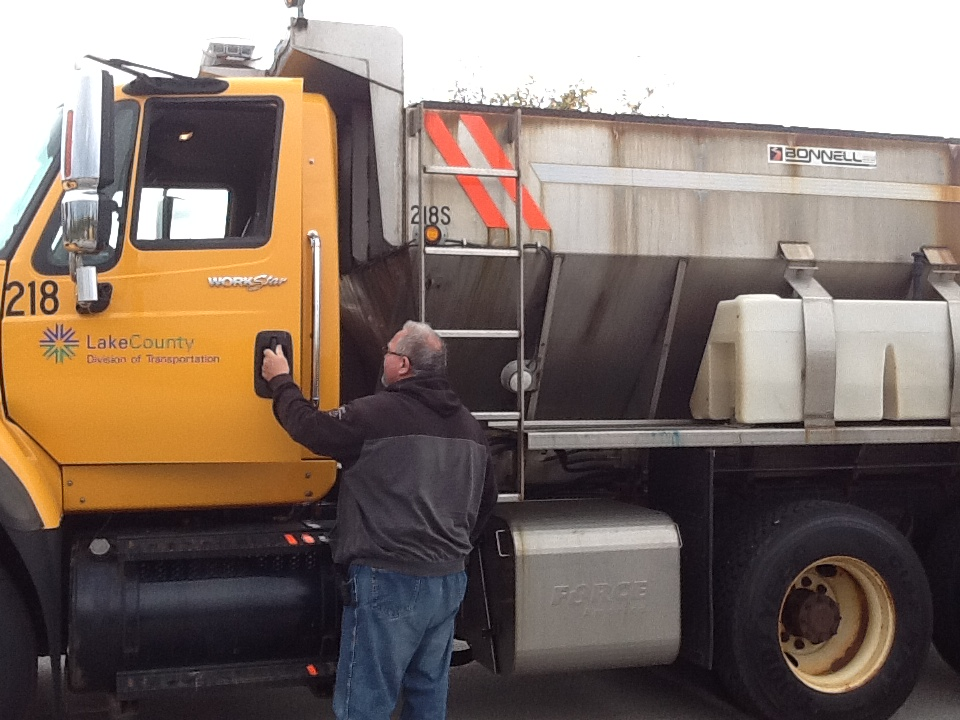 BONNELL
218S
WORKStar
218
LakeCounty
Division of Transportation
FORCE